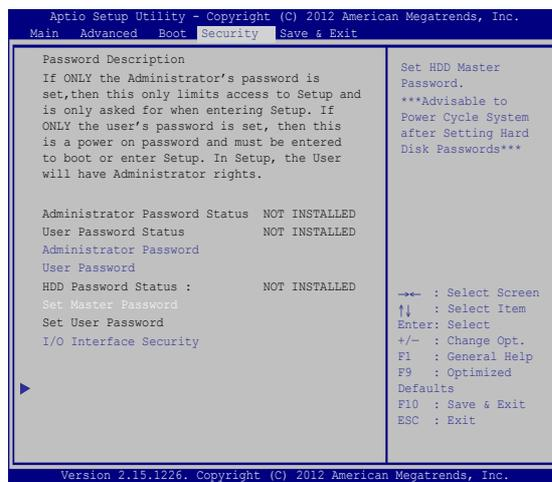 Aptio Setup Utility - Copyright (C) 2012 American Megatrends, Inc.
Main Advanced Boot Security Save & Exit
Password Description
If ONLY the Administrator's password is
set,then this only limits access to Setup and
is only asked for when entering Setup. If
ONLY the user's password is set, then this
is a power on password and must be entered
to boot or enter Setup. In Setup, the User
will have Administrator rights.
Administrator Password Status NOT INSTALLED
User Password Status NOT INSTALLED
Administrator Password
User Password
HDD Password Status : NOT INSTALLED
Set Master Password
Set User Password
I/O Interface Security
Set HDD Master
Password.
***Advisable to
Power Cycle System
after Setting Hard
Disk Passwords***
→← : Select Screen
↑↓ : Select Item
Enter: Select
+/— : Change Opt.
F1 : General Help
F9 : Optimized
Defaults
F10 : Save & Exit
ESC : Exit
Version 2.15.1226. Copyright (C) 2012 American Megatrends, Inc.